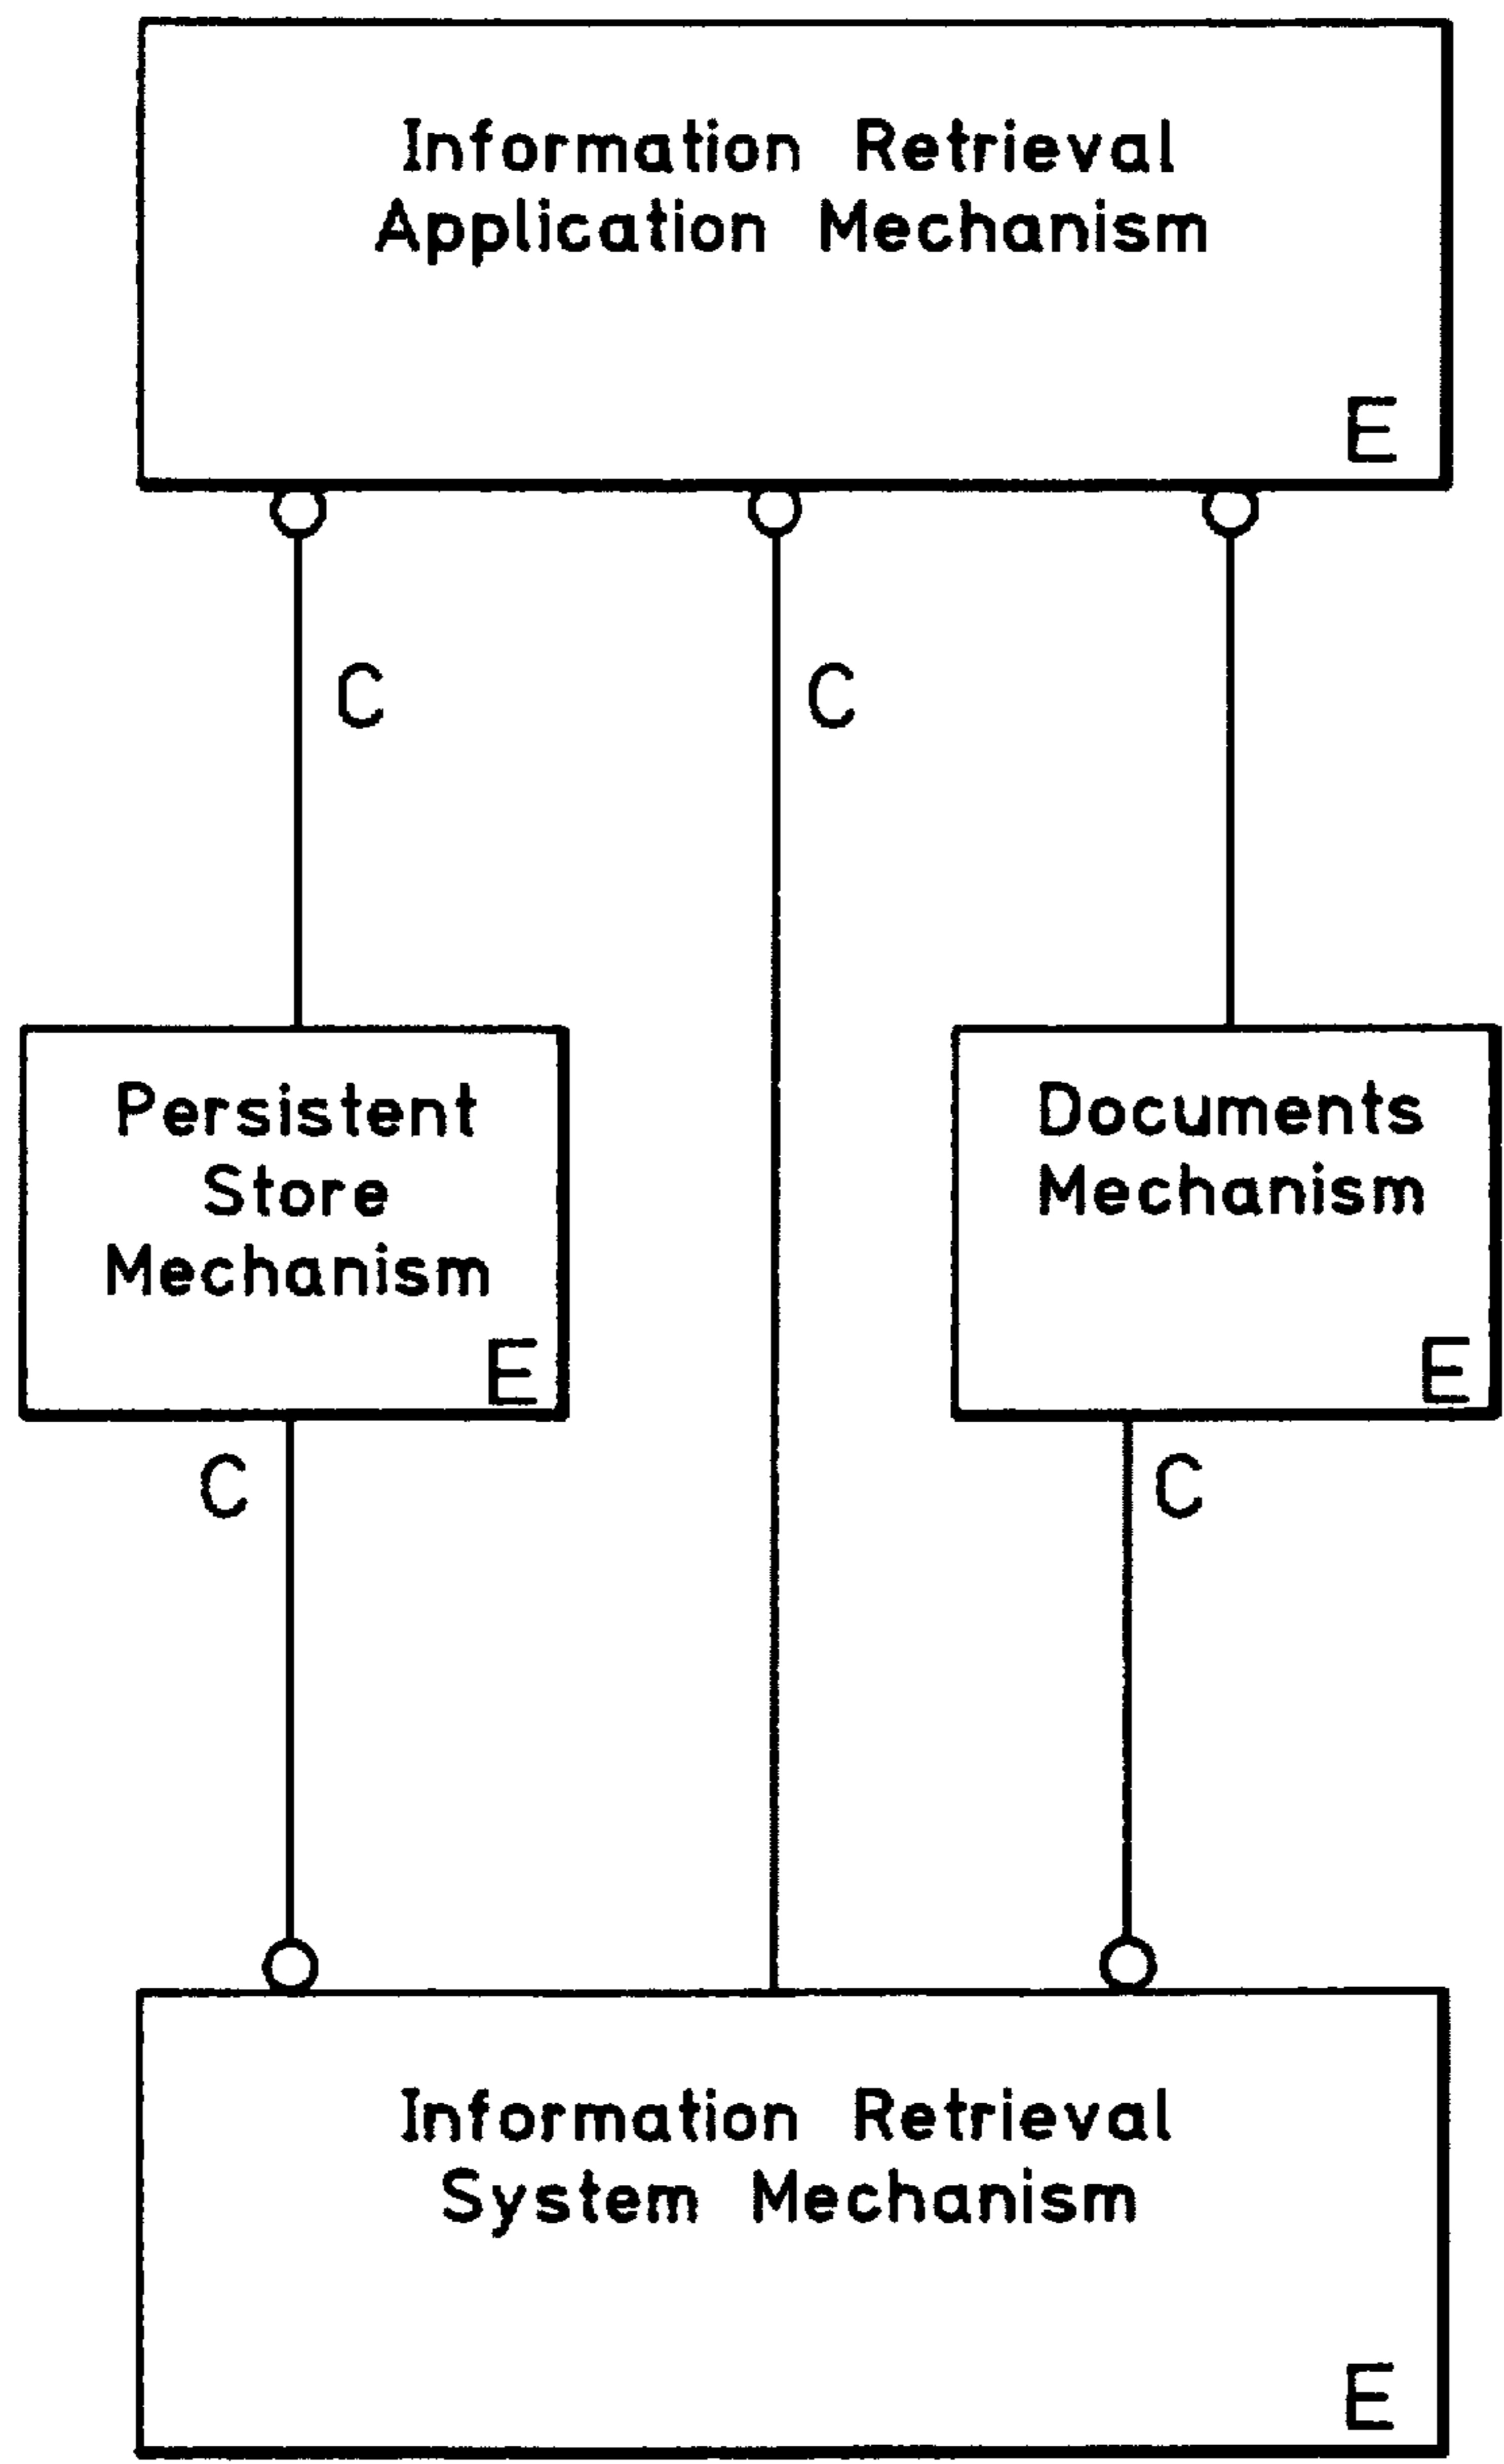 Information Retrieval
Application Mechanism
E
C
C
Persistent
Store
Mechanism
E
Documents
Mechanism
E
C
C
Information Retrieval
System Mechanism
E